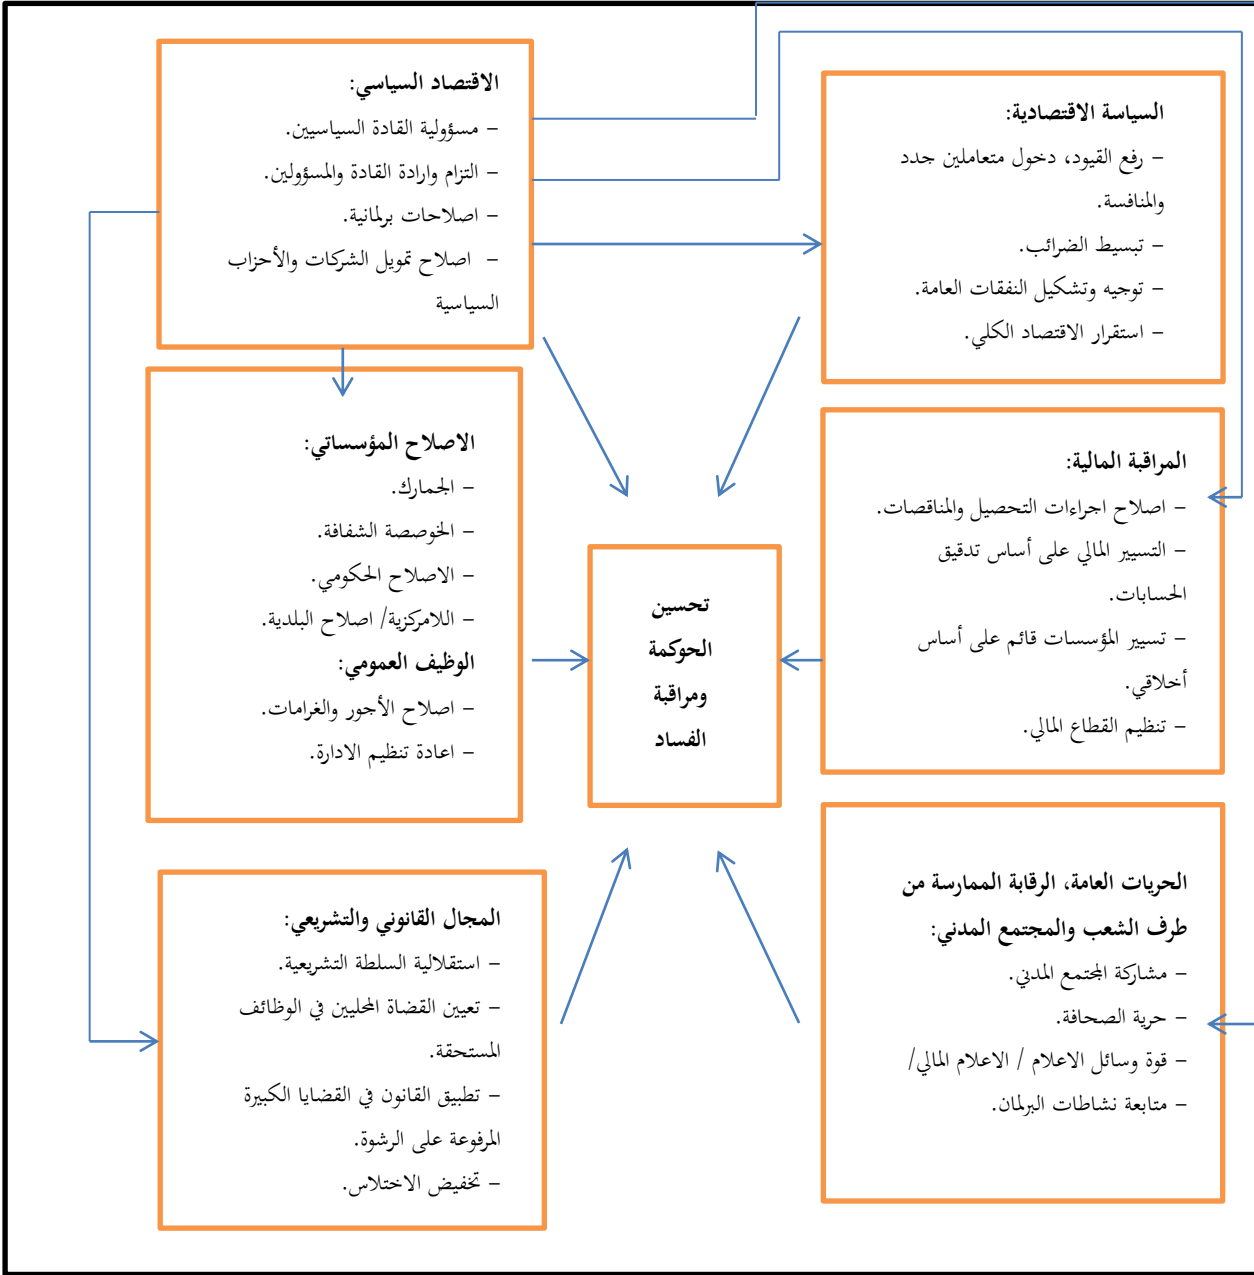 الاقتصاد السياسي:
– مسؤولية القادة السياسيين.
– التزام وارادة القادة والمسؤولين.
– اصلاحات برلمانية.
– اصلاح تمويل الشركات والأحزاب
السياسية
السياسة الاقتصادية:
– رفع القيود، دخول متعاملين جدد
والمنافسة.
– تبسيط الضرائب.
– توجيه وتشكيل النفقات العامة.
– استقرار الاقتصاد الكلي.
الاصلاح المؤسساتي:
– الجمارك.
– الخوصصة الشفافة.
– الاصلاح الحكومي.
– اللامركزية/ اصلاح البلدية.
الوظيف العمومي:
– اصلاح الأجور والغرامات.
– اعادة تنظيم الادارة.
تحسين
الحوكمة
ومراقبة
الفساد
المراقبة المالية:
– اصلاح اجراءات التحصيل والمناقصات.
– التسيير المالي على أساس تدقيق
الحسابات.
– تسيير المؤسسات قائم على أساس
أخلاقي.
– تنظيم القطاع المالي.
المجال القانوني والتشريعي:
– استقلالية السلطة التشريعية.
– تعيين القضاة المحليين في الوظائف
المستحقة.
– تطبيق القانون في القضايا الكبيرة
المرفوعة على الرشوة.
– تخفيض الاختلاس.
الحريات العامة، الرقابة الممارسة من
طرف الشعب والمجتمع المدني:
– مشاركة المجتمع المدني.
– حرية الصحافة.
– قوة وسائل الاعلام / الاعلام المالي/
– متابعة نشاطات البرلمان.